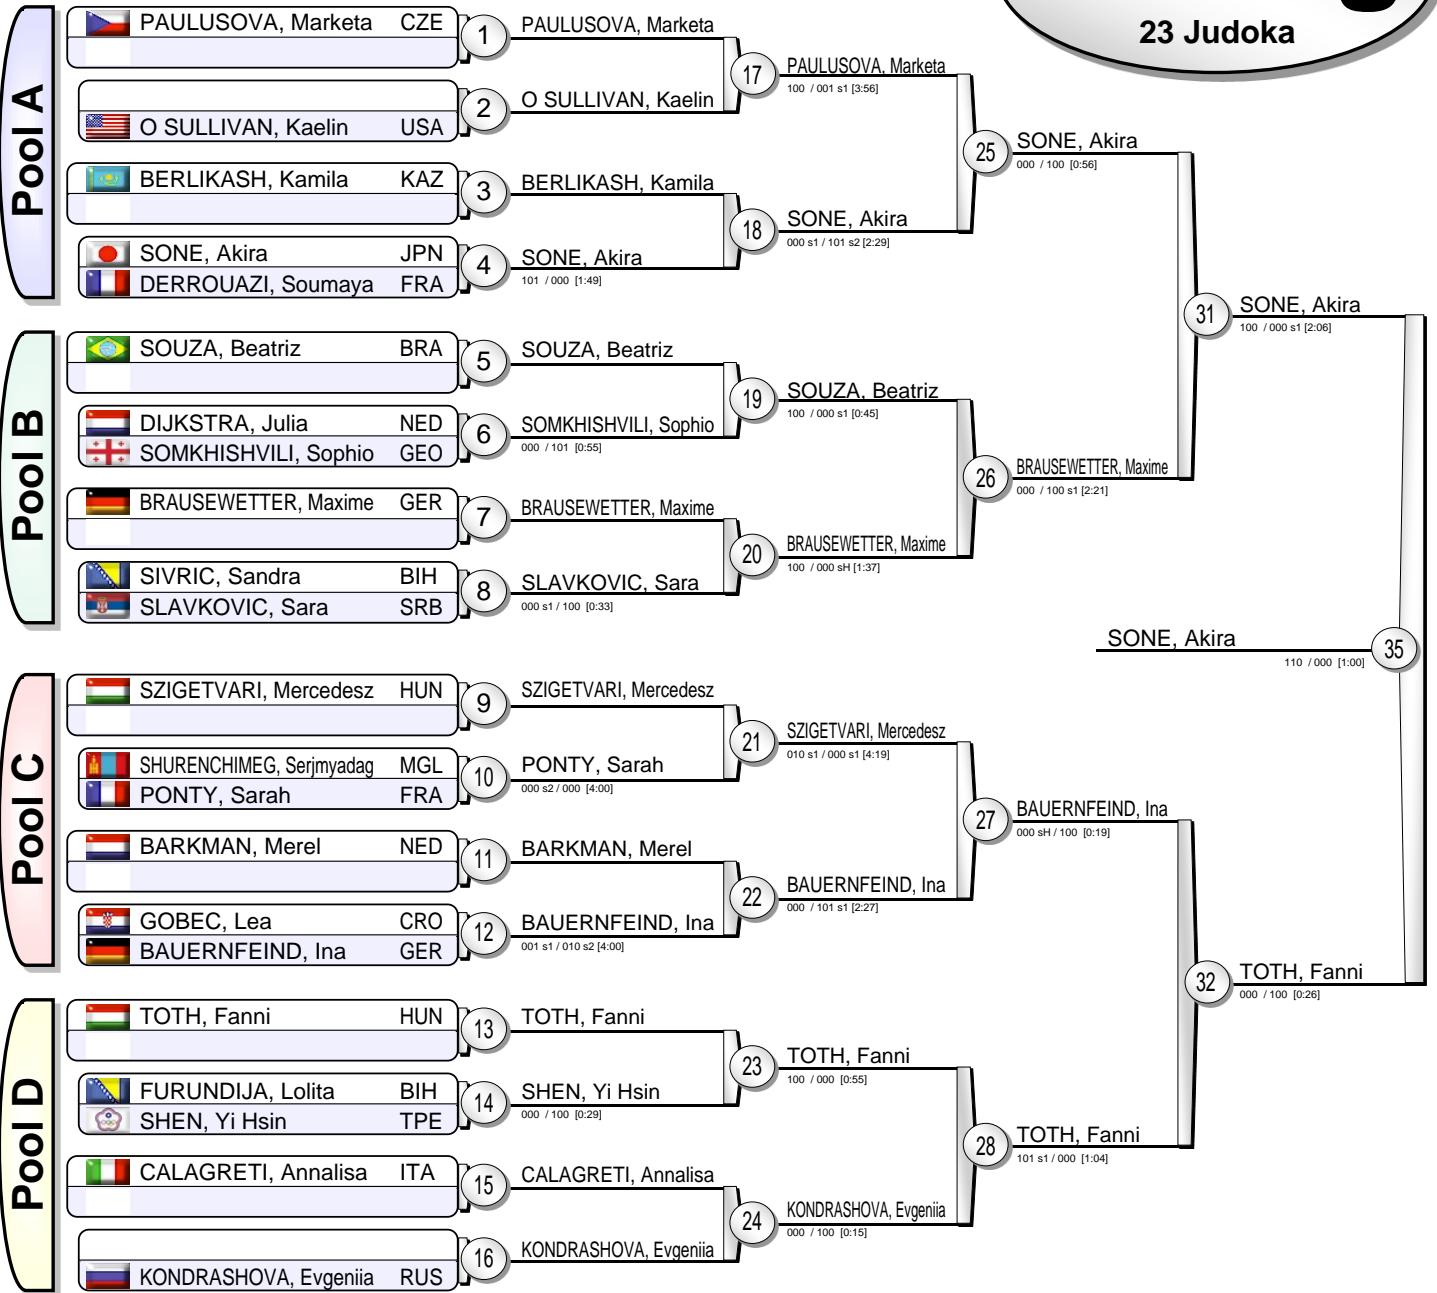 23 Judoka
Pool A
PAULUSOVA, Marketa CZE
1
PAULUSOVA, Marketa
17
PAULUSOVA, Marketa
100 / 001 s1 [3:56]
2
O SULLIVAN, Kaelin
O SULLIVAN, Kaelin USA
25
SONE, Akira
000 / 100 [0:56]
BERLIKASH, Kamila KAZ
3
BERLIKASH, Kamila
18
SONE, Akira
000 s1 / 101 s2 [2:29]
SONE, Akira JPN
DERROUAZI, Soumaya FRA
4
SONE, Akira
101 / 000 [1:49]
31
SONE, Akira
100 / 000 s1 [2:06]
Pool B
SOUZA, Beatriz BRA
5
SOUZA, Beatriz
19
SOUZA, Beatriz
100 / 000 s1 [0:45]
DIJKSTRA, Julia NED
SOMKHISHVILI, Sophio GEO
6
SOMKHISHVILI, Sophio
000 / 101 [0:55]
26
BRAUSEWETTER, Maxime
000 / 100 s1 [2:21]
BRAUSEWETTER, Maxime GER
7
BRAUSEWETTER, Maxime
20
BRAUSEWETTER, Maxime
100 / 000 sH [1:37]
SIVRIC, Sandra BIH
SLAVKOVIC, Sara SRB
8
SLAVKOVIC, Sara
000 s1 / 100 [0:33]
SONE, Akira
35
110 / 000 [1:00]
Pool C
SZIGETVARI, Mercedesz HUN
9
SZIGETVARI, Mercedesz
21
SZIGETVARI, Mercedesz
010 s1 / 000 s1 [4:19]
SHURENCHIMEG, Serjmyadag MGL
PONTY, Sarah FRA
10
PONTY, Sarah
000 s2 / 000 [4:00]
27
BAUERNFEIND, Ina
000 sH / 100 [0:19]
BARKMAN, Merel NED
11
BARKMAN, Merel
22
BAUERNFEIND, Ina
000 / 101 s1 [2:27]
GOBEC, Lea CRO
BAUERNFEIND, Ina GER
12
BAUERNFEIND, Ina
001 s1 / 010 s2 [4:00]
32
TOTH, Fanni
000 / 100 [0:26]
Pool D
TOTH, Fanni HUN
13
TOTH, Fanni
23
TOTH, Fanni
100 / 000 [0:55]
FURUNDIJA, Lolita BIH
SHEN, Yi Hsin TPE
14
SHEN, Yi Hsin
000 / 100 [0:29]
28
TOTH, Fanni
101 s1 / 000 [1:04]
CALAGRETI, Annalisa ITA
15
CALAGRETI, Annalisa
24
KONDRASHOVA, Evgeniia
000 / 100 [0:15]
16
KONDRASHOVA, Evgeniia
KONDRASHOVA, Evgeniia RUS